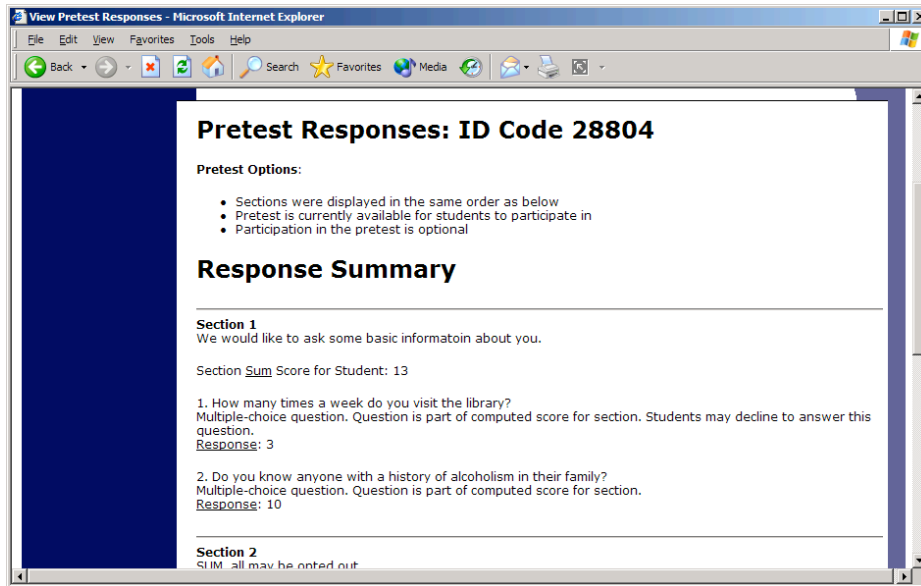 View Pretest Responses - Microsoft Internet Explorer
File Edit View Favorites Tools Help
Back Search Favorites Media
Pretest Responses: ID Code 28804
Pretest Options:
• Sections were displayed in the same order as below
• Pretest is currently available for students to participate in
• Participation in the pretest is optional
Response Summary
Section 1
We would like to ask some basic informatoin about you.
Section Sum Score for Student: 13
1. How many times a week do you visit the library?
Multiple-choice question. Question is part of computed score for section. Students may decline to answer this
question.
Response: 3
2. Do you know anyone with a history of alcoholism in their family?
Multiple-choice question. Question is part of computed score for section.
Response: 10
Section 2
SUM, all may be opted out